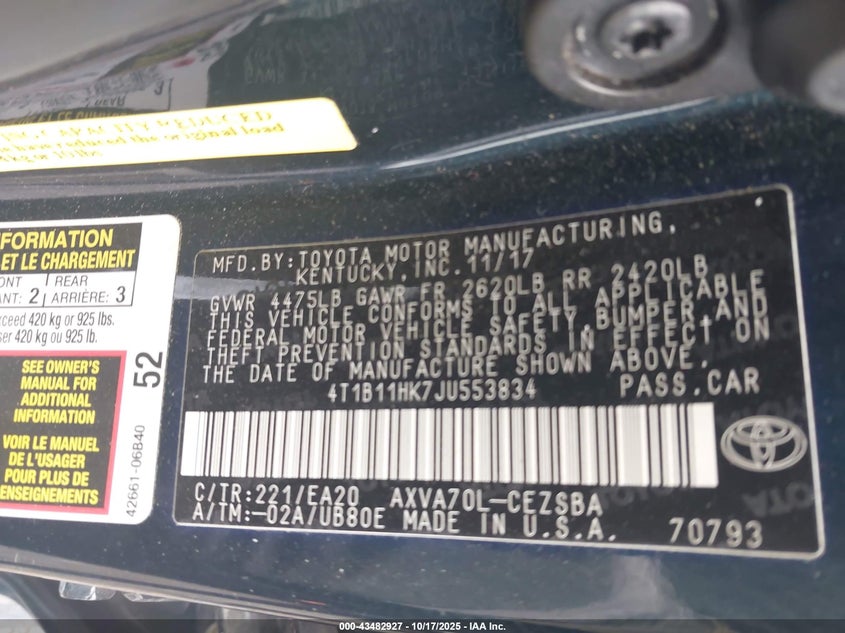 CAPACITY REDUCED
have reduced the original load
kg or lbs
FORMATION
ET LE CHARGEMENT
REAR
2 ARRIÈRE: 3
xceed 420 kg or 925 lbs.
ser 420 kg ou 925 lb.
SEE OWNER'S
MANUAL FOR
ADDITIONAL
INFORMATION
VOIR LE MANUEL
DE L'USAGER
POUR PLUS DE
RENSEIGNEMENTS
52
42661-06B40
MFD.BY:TOYOTA MOTOR MANUFACTURING,
KENTUCKY, INC.11/17
GVWR 4475LB GAWR FR 2620LB RR 2420LB
THIS VEHICLE CONFORMS TO ALL APPLICABLE
FEDERAL MOTOR VEHICLE SAFETY,BUMPER,AND
THEFT PREVENTION STANDARDS IN EFFECT ON
THE DATE OF MANUFACTURE SHOWN ABOVE.
4T1B11HK7JU553834 PASS.CAR
TOYOTA
C/TR:221/EA20 AXVA70L-CEZSBA
A/TM:-02A/UB80E MADE IN U.S.A. 70793
000-43482927 - 10/17/2025 - IAA Inc.